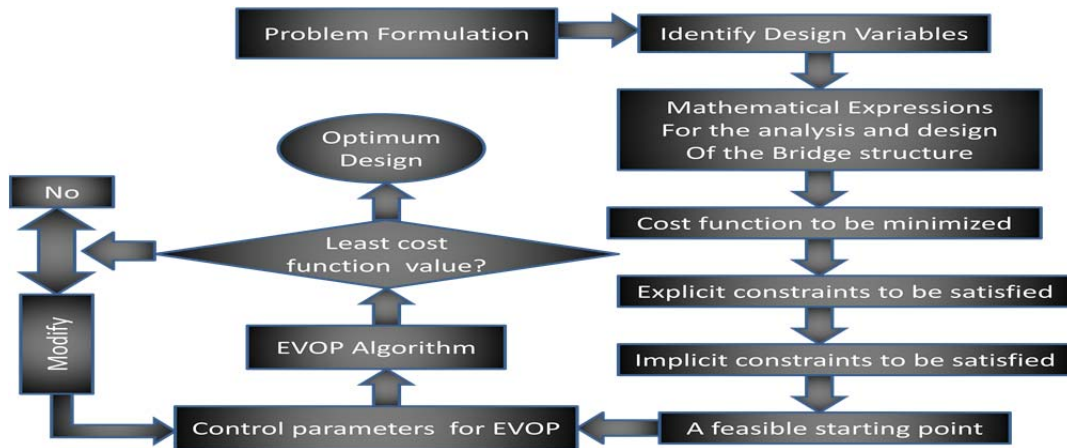 Problem Formulation
Identify Design Variables
Mathematical Expressions
For the analysis and design
Of the Bridge structure
Cost function to be minimized
Explicit constraints to be satisfied
Implicit constraints to be satisfied
A feasible starting point
Control parameters for EVOP
EVOP Algorithm
Least cost
function value?
Optimum
Design
No
Modify